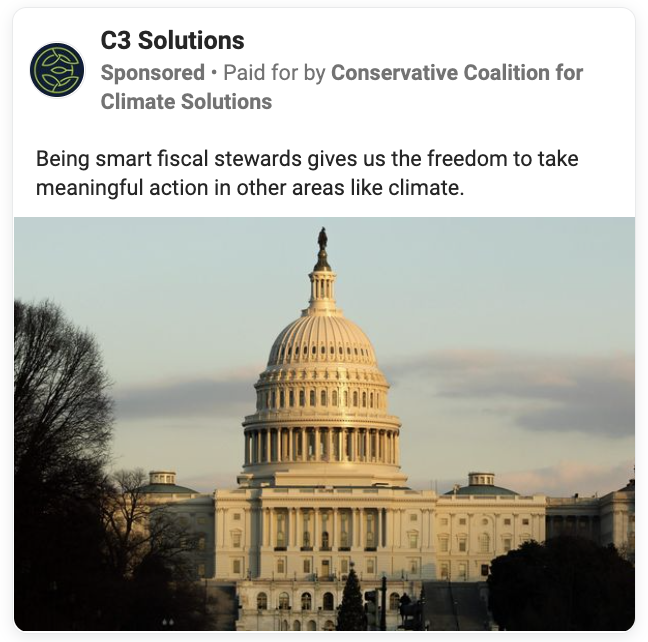 C3 Solutions
Sponsored • Paid for by Conservative Coalition for
Climate Solutions
Being smart fiscal stewards gives us the freedom to take
meaningful action in other areas like climate.